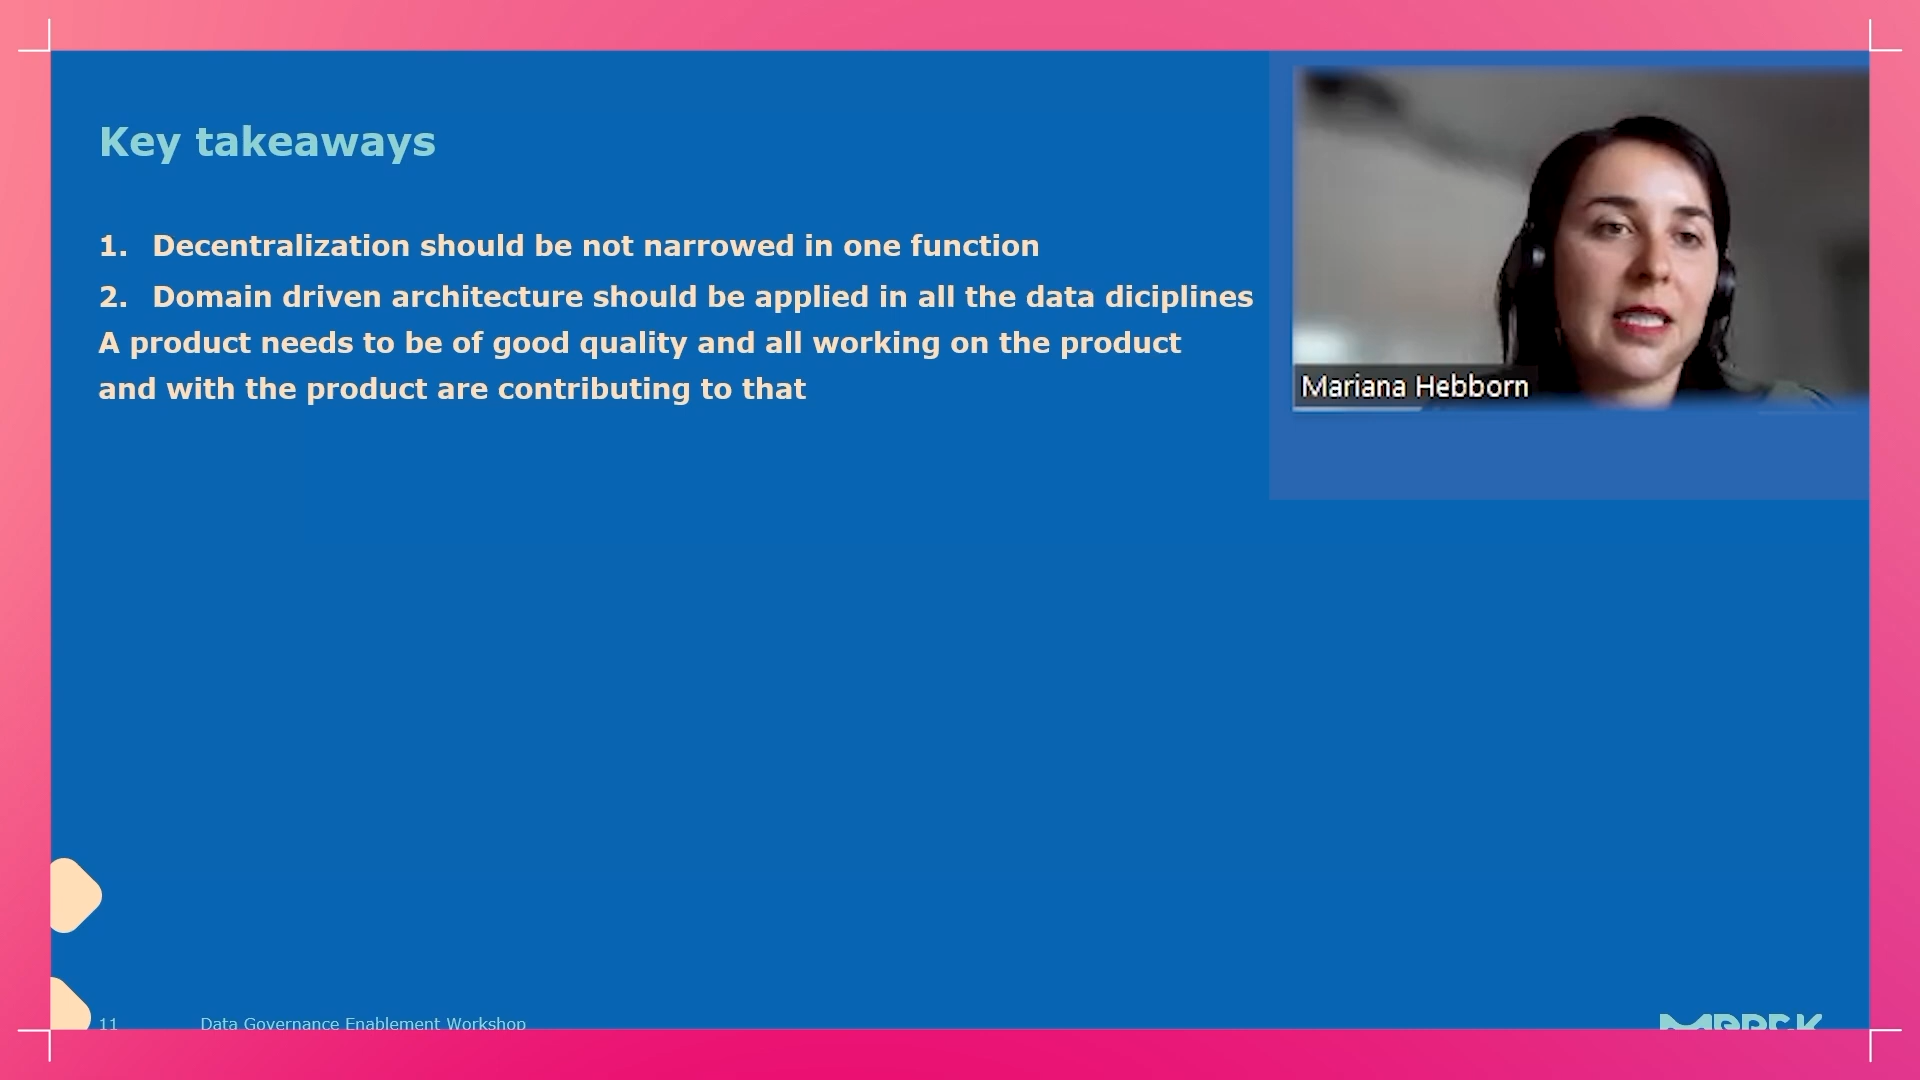 Key takeaways
1. Decentralization should be not narrowed in one function
2. Domain driven architecture should be applied in all the data diciplines
A product needs to be of good quality and all working on the product
and with the product are contributing to that
Mariana Hebborn
11 Data Governance Enablement Workshop
MERCK